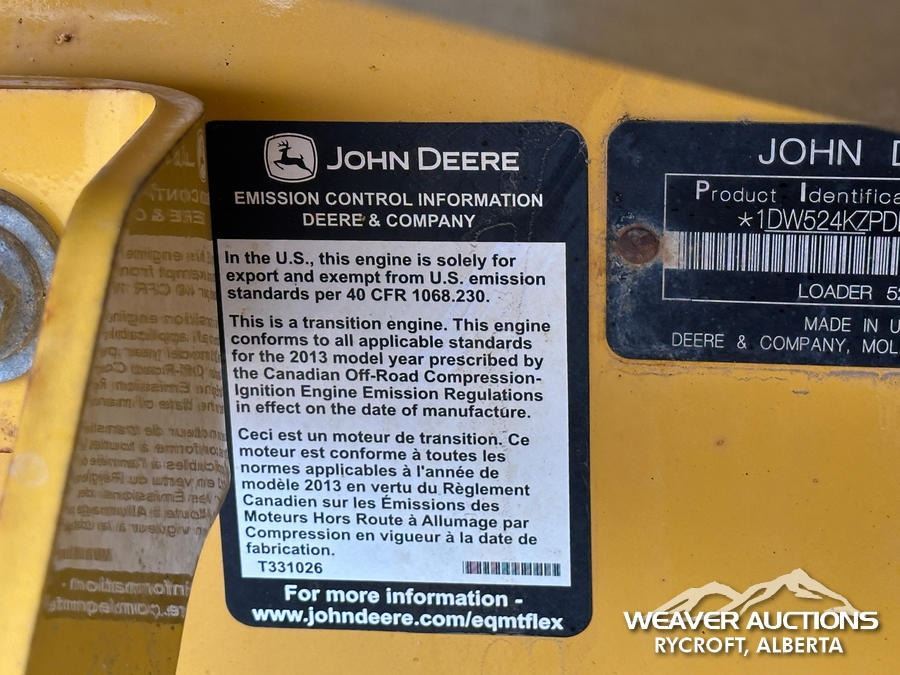 JOHN DEERE
EMISSION CONTROL INFORMATION
DEERE & COMPANY
In the U.S., this engine is solely for
export and exempt from U.S. emission
standards per 40 CFR 1068.230.
This is a transition engine. This engine
conforms to all applicable standards
for the 2013 model year prescribed by
the Canadian Off-Road Compression-
Ignition Engine Emission Regulations
in effect on the date of manufacture.
Ceci est un moteur de transition. Ce
moteur est conforme à toutes les
normes applicables à l'année de
modèle 2013 en vertu du Règlement
Canadien sur les Émissions des
Moteurs Hors Route à Allumage par
Compression en vigueur à la date de
fabrication.
T331026
For more information -
www.johndeere.com/eqmtflex
JOHN
Product
*1DW524KZPD
LOADER
MADE IN
DEERE & COMPANY,
WEAVER AUCTIONS
RYCROFT, ALBERTA